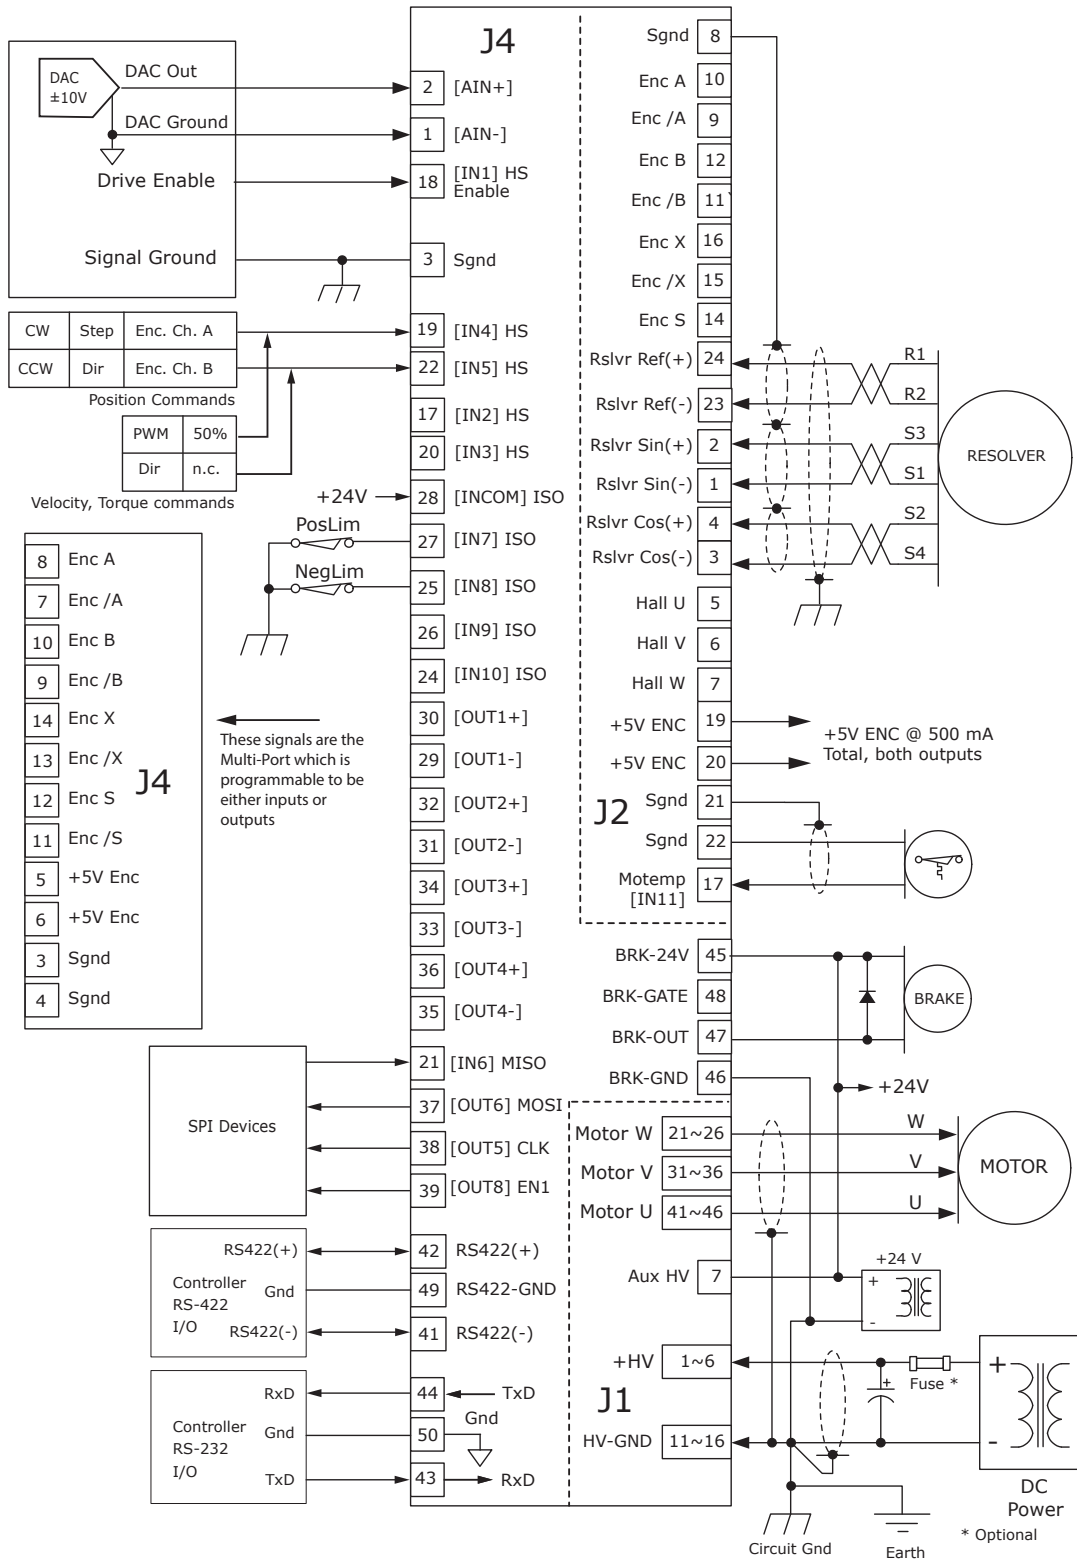 J4
DAC
±10V
DAC Out
2 [AIN+]
DAC Ground
1 [AIN-]
Drive Enable
18 [IN1] HS
Enable
Signal Ground
3 Sgnd
CW Step Enc. Ch. A
19 [IN4] HS
CCW Dir Enc. Ch. B
22 [IN5] HS
Position Commands
17 [IN2] HS
PWM 50%
20 [IN3] HS
Dir n.c.
Velocity, Torque commands
+24V
28 [INCOM] ISO
PosLim
27 [IN7] ISO
NegLim
25 [IN8] ISO
26 [IN9] ISO
24 [IN10] ISO
30 [OUT1+]
29 [OUT1-]
32 [OUT2+]
31 [OUT2-]
34 [OUT3+]
33 [OUT3-]
36 [OUT4+]
35 [OUT4-]
8 Enc A
7 Enc /A
10 Enc B
9 Enc /B
14 Enc X
13 Enc /X
12 Enc S
11 Enc /S
5 +5V Enc
6 +5V Enc
3 Sgnd
4 Sgnd
J4
These signals are the
Multi-Port which is
programmable to be
either inputs or
outputs
SPI Devices
21 [IN6] MISO
37 [OUT6] MOSI
38 [OUT5] CLK
39 [OUT8] EN1
Controller
RS-422
I/O
RS422(+)
Gnd
RS422(-)
42 RS422(+)
49 RS422-GND
41 RS422(-)
Controller
RS-232
I/O
RxD
Gnd
TxD
44 TxD
50 Gnd
43 RxD
Sgnd 8
Enc A 10
Enc /A 9
Enc B 12
Enc /B 11
Enc X 16
Enc /X 15
Enc S 14
Rslvr Ref(+) 24 R1
Rslvr Ref(-) 23 R2
Rslvr Sin(+) 2 S3
Rslvr Sin(-) 1 S1
Rslvr Cos(+) 4 S2
Rslvr Cos(-) 3 S4
RESOLVER
Hall U 5
Hall V 6
Hall W 7
+5V ENC 19
+5V ENC 20
+5V ENC @ 500 mA
Total, both outputs
J2
Sgnd 21
Sgnd 22
Motemp
[IN11] 17
BRK-24V 45
BRK-GATE 48
BRK-OUT 47
BRK-GND 46
BRAKE
+24V
Motor W 21~26 W
Motor V 31~36 V
Motor U 41~46 U
MOTOR
Aux HV 7
+24 V
+
-
+HV 1~6
J1
HV-GND 11~16
+
Fuse *
+
-
DC
Power
* Optional
Circuit Gnd
Earth